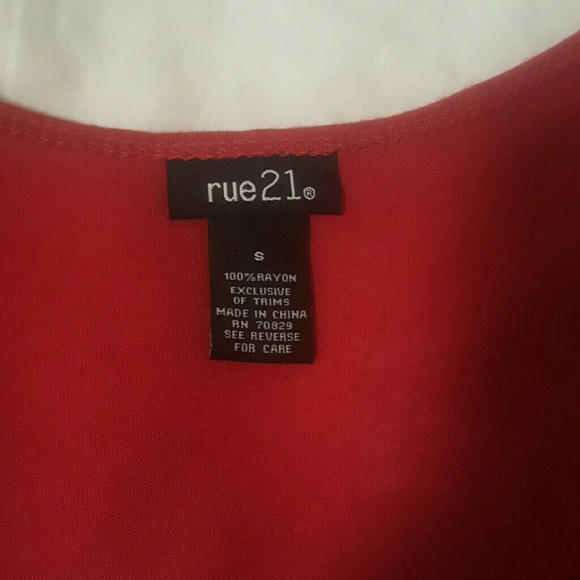 rue21®
S
100% RAYON
EXCLUSIVE
OF TRIMS
MADE IN CHINA
RN 70829
SEE REVERSE
FOR CARE